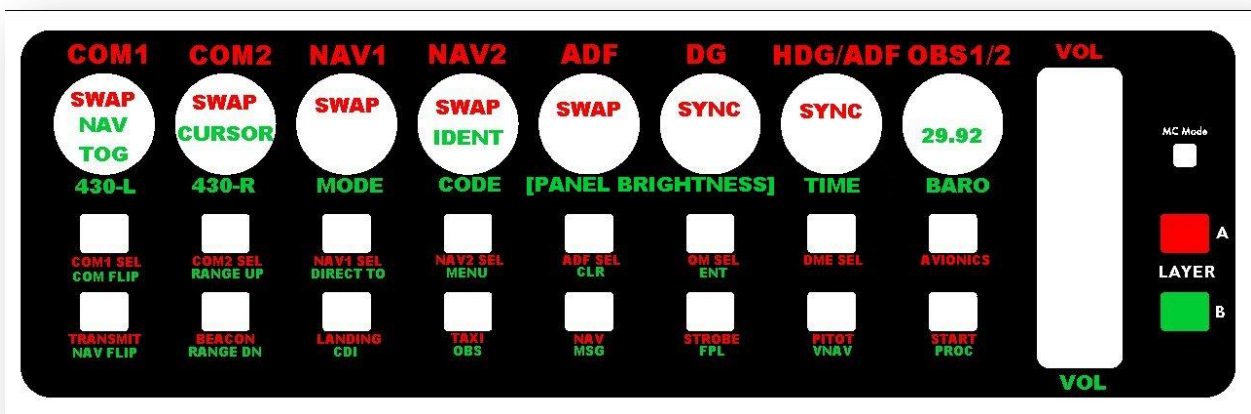 COM1 COM2 NAV1 NAV2 ADF DG HDG/ADF OBS1/2 VOL
SWAP SWAP SWAP SWAP SWAP SYNC SYNC
NAV CURSOR IDENT 29.92
TOG
MC Mode
430-L 430-R MODE CODE [PANEL BRIGHTNESS] TIME BARO
COM1 SEL COM2 SEL NAV1 SEL NAV2 SEL ADF SEL OM SEL DME SEL AVIONICS
COM FLIP RANGE UP DIRECT TO MENU CLR ENT
A
LAYER
B
TRANSMIT BEACON LANDING TAXI NAV STROBE PITOT START
NAV FLIP RANGE DN CDI OBS MSG FPL VNAV PROC
VOL